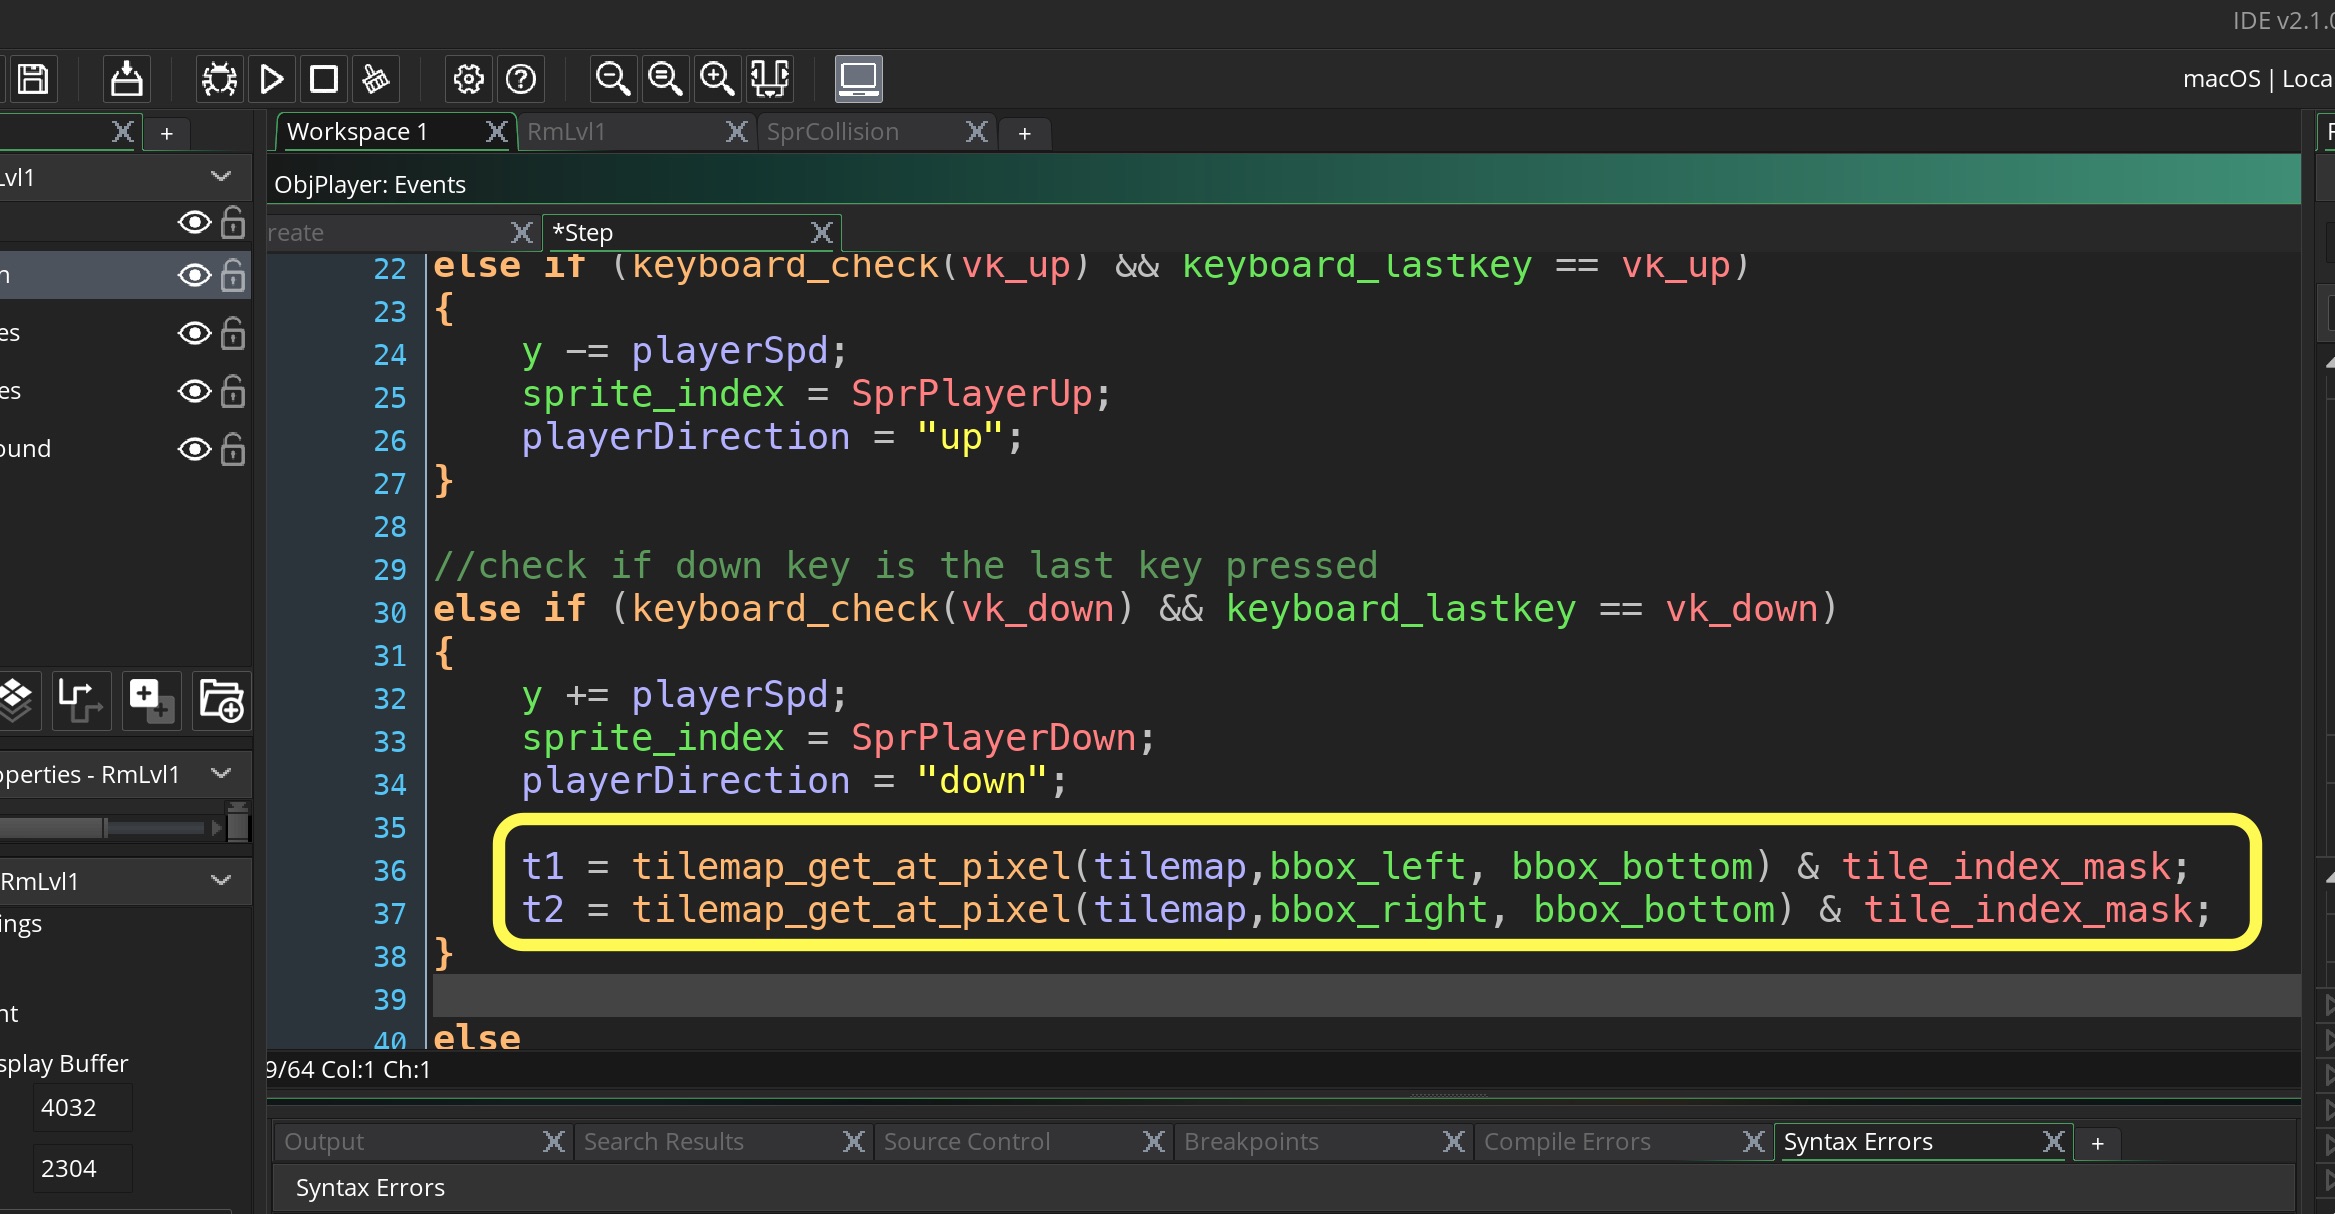 IDE v2.1.0
macOS | Loca
Workspace 1
RmLvl1
SprCollision
+
+
Lvl1
ObjPlayer: Events
reate
*Step
22 else if (keyboard_check(vk_up) && keyboard_lastkey == vk_up)
23 {
24 y -= playerSpd;
25 sprite_index = SprPlayerUp;
26 playerDirection = "up";
27 }
28
29 //check if down key is the last key pressed
30 else if (keyboard_check(vk_down) && keyboard_lastkey == vk_down)
31 {
32 y += playerSpd;
33 sprite_index = SprPlayerDown;
34 playerDirection = "down";
35
36 t1 = tilemap_get_at_pixel(tilemap,bbox_left, bbox_bottom) & tile_index_mask;
37 t2 = tilemap_get_at_pixel(tilemap,bbox_right, bbox_bottom) & tile_index_mask;
38 }
39
40 else
n
es
es
ound
operties - RmLvl1
RmLvl1
ings
nt
splay Buffer
4032
2304
9/64 Col:1 Ch:1
Output
Search Results
Source Control
Breakpoints
Compile Errors
Syntax Errors
+
Syntax Errors